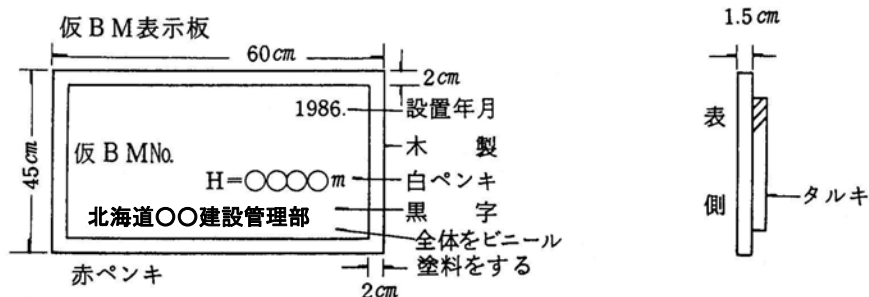 仮BM表示板
60cm
1.5cm
2cm
1986.
設置年月
表
木 製
仮BMNo.
45cm
H=○○○○m
白ペンキ
タルキ
北海道○○建設管理部
黒 字
側
全体をビニール
塗料をする
赤ペンキ
2cm